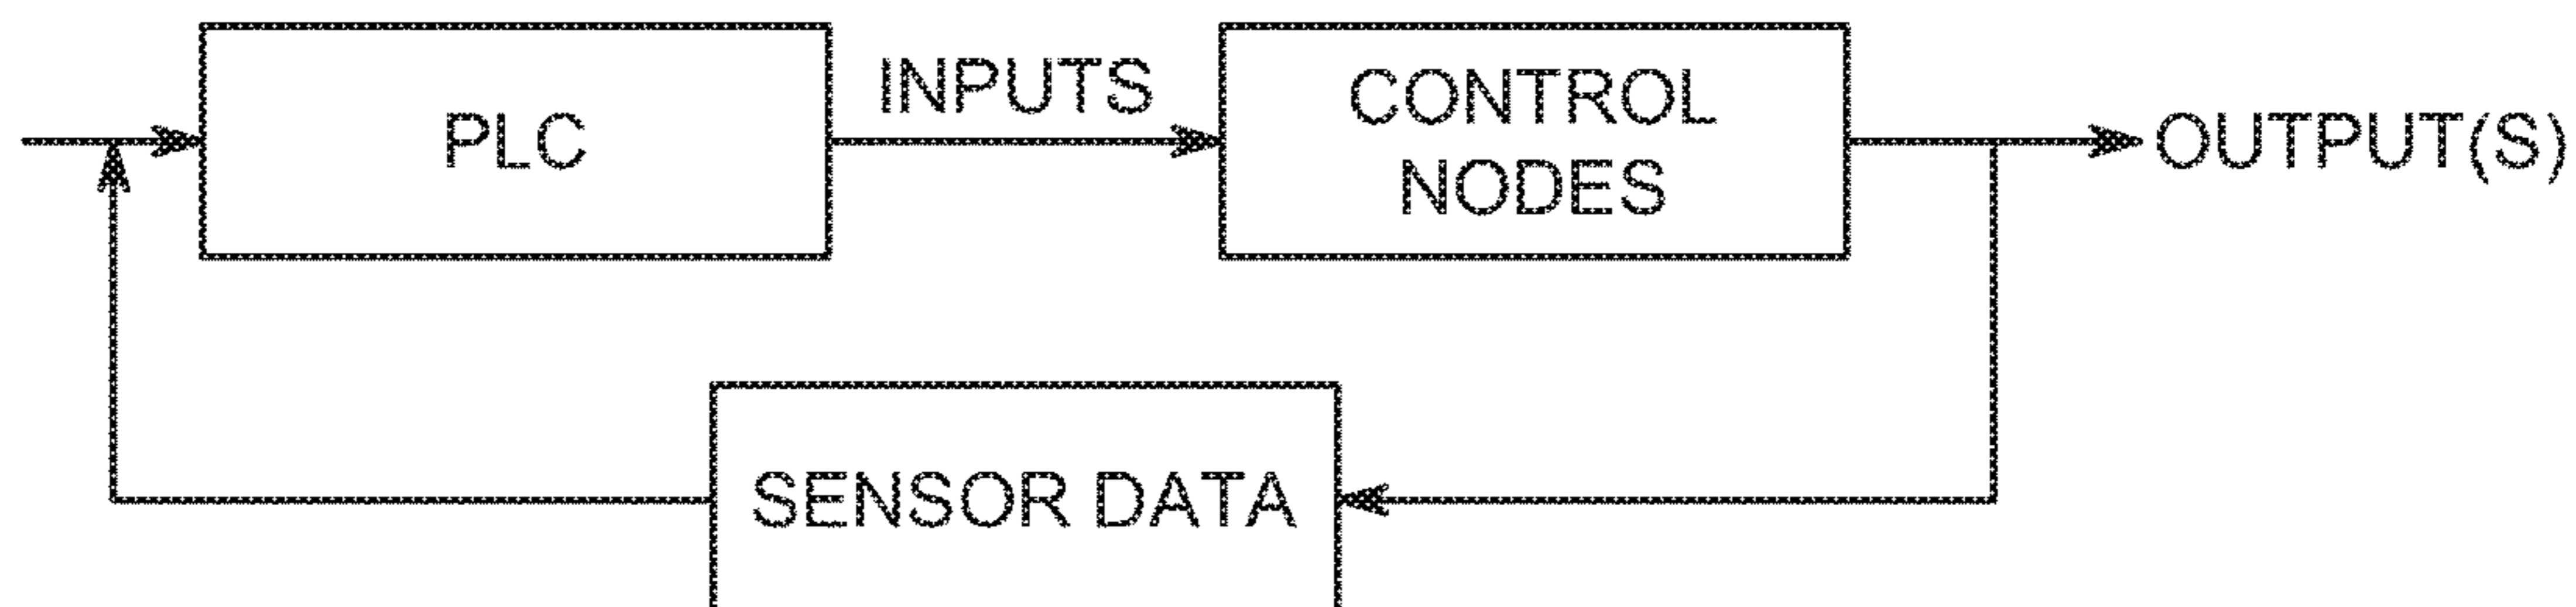 PLC
INPUTS
CONTROL
NODES
OUTPUT(S)
SENSOR DATA